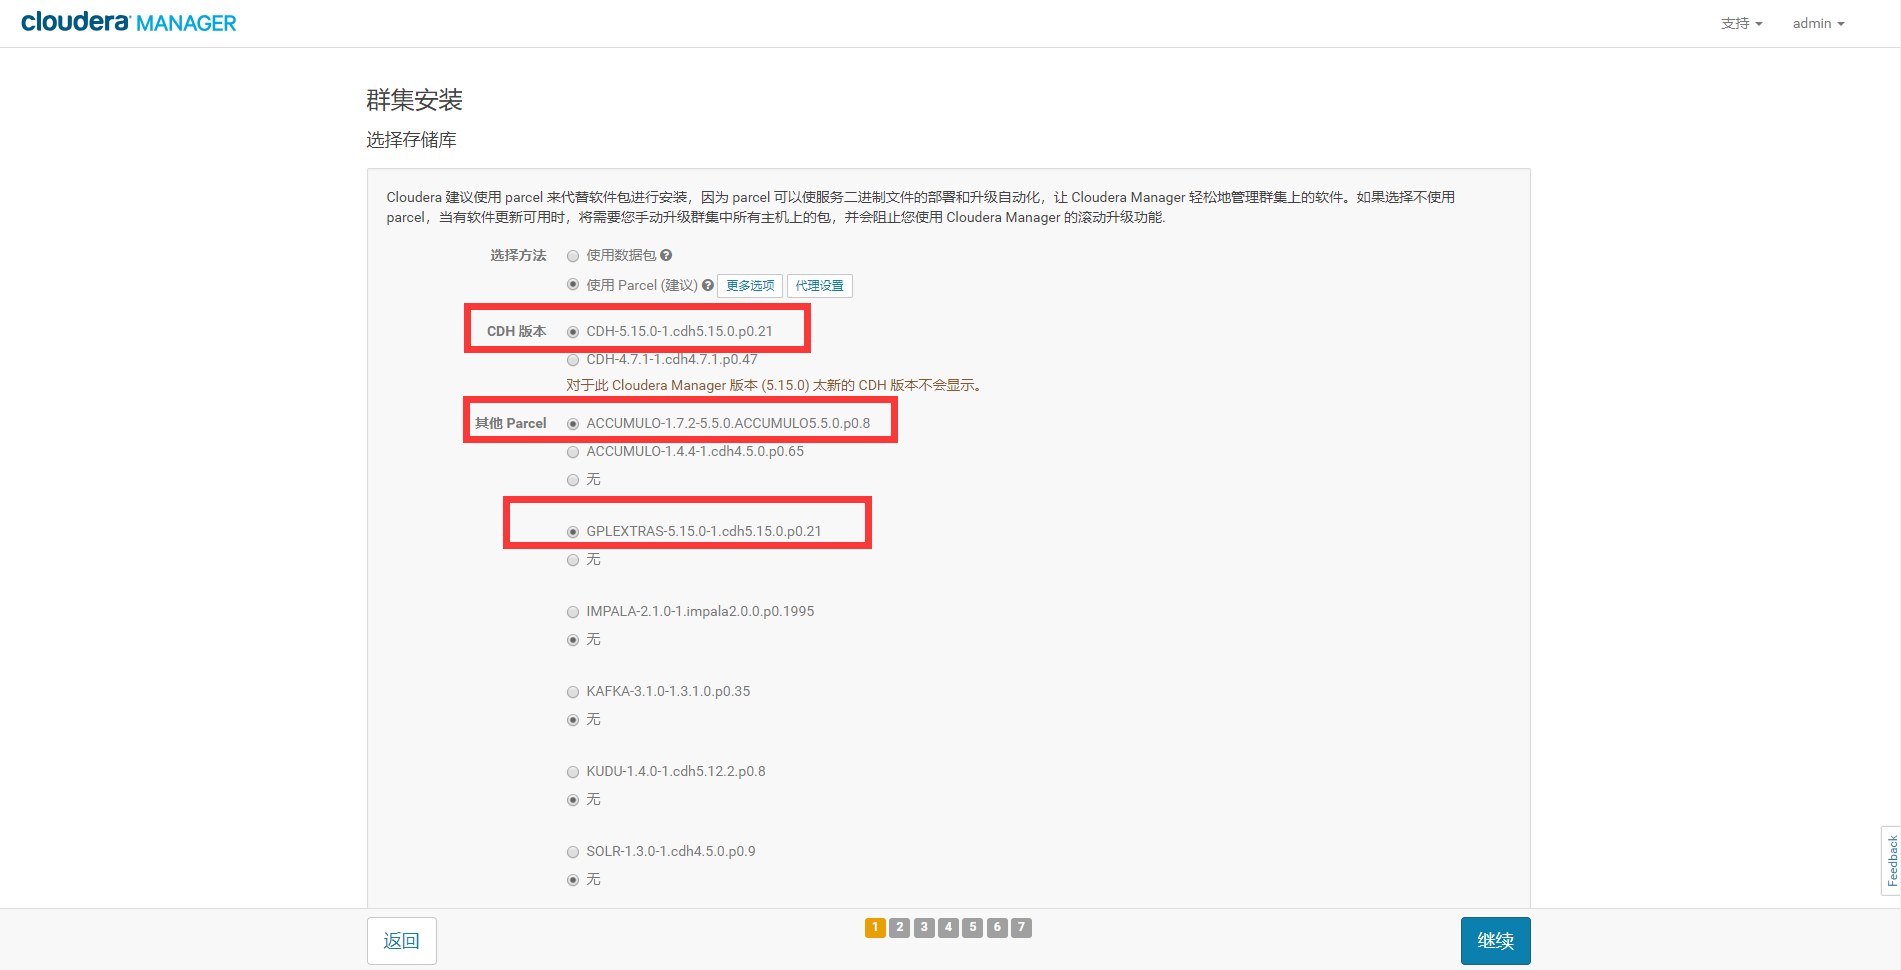 cloudera MANAGER
支持
admin
群集安装
选择存储库
Cloudera 建议使用 parcel 来代替软件包进行安装，因为 parcel 可以使服务二进制文件的部署和升级自动化，让 Cloudera Manager 轻松地管理群集上的软件。如果选择不使用
parcel，当有软件更新可用时，将需要您手动升级群集中所有主机上的包，并会阻止您使用 Cloudera Manager 的滚动升级功能.
选择方法 使用数据包
使用 Parcel (建议) 更多选项 代理设置
CDH 版本 CDH-5.15.0-1.cdh5.15.0.p0.21
CDH-4.7.1-1.cdh4.7.1.p0.47
对于此 Cloudera Manager 版本 (5.15.0) 太新的 CDH 版本不会显示。
其他 Parcel ACCUMULO-1.7.2-5.5.0.ACCUMULO5.5.0.p0.8
ACCUMULO-1.4.4-1.cdh4.5.0.p0.65
无
GPLEXTRAS-5.15.0-1.cdh5.15.0.p0.21
无
IMPALA-2.1.0-1.impala2.0.0.p0.1995
无
KAFKA-3.1.0-1.3.1.0.p0.35
无
KUDU-1.4.0-1.cdh5.12.2.p0.8
无
SOLR-1.3.0-1.cdh4.5.0.p0.9
无
Feedback
返回
1 2 3 4 5 6 7
继续